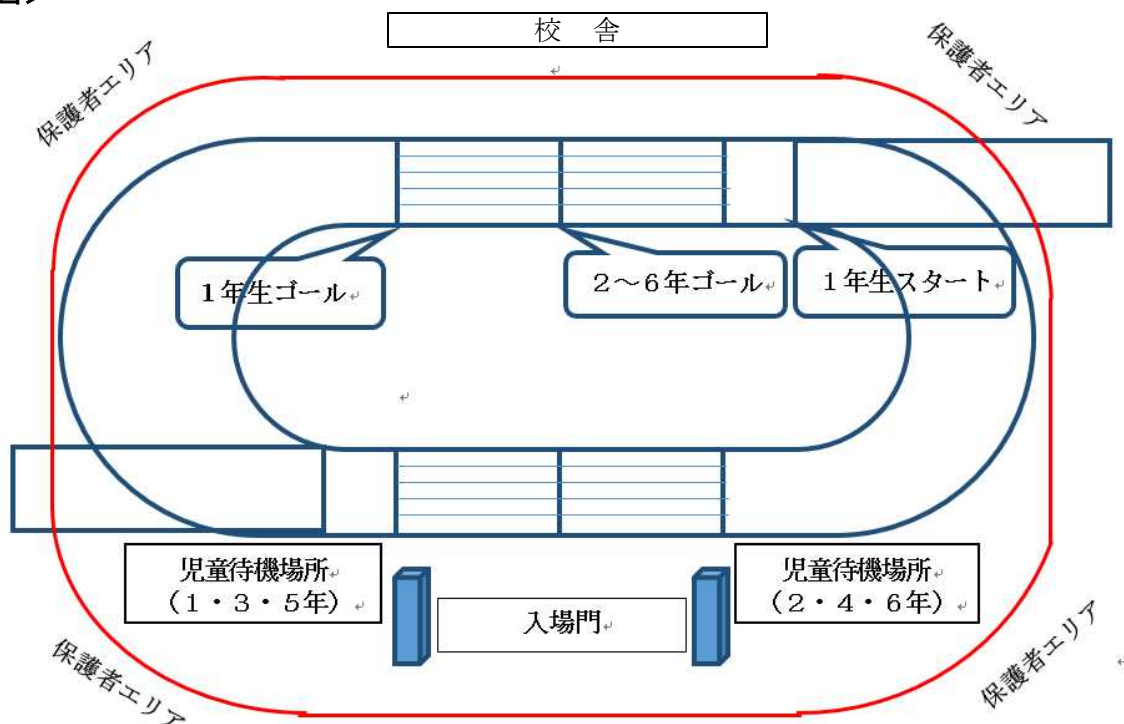 校　舎
保護者エリア
保護者エリア
１年生ゴール
２～６年ゴール
１年生スタート
児童待機場所
（１・３・５年）
児童待機場所
（２・４・６年）
入場門
保護者エリア
保護者エリア